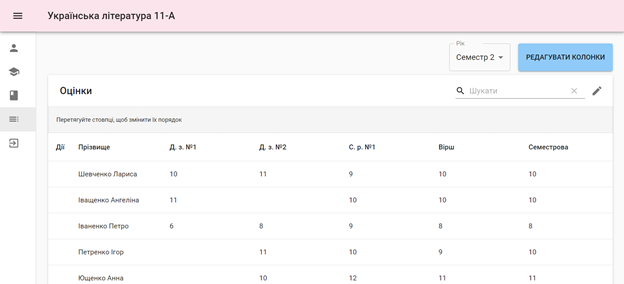 Українська література 11-А
Рік
Семестр 2
РЕДАГУВАТИ КОЛОНКИ
Оцінки
Шукати
Перетягуйте стовпці, щоб змінити їх порядок
Дії Прізвище Д. з. №1 Д. з. №2 С. р. №1 Вірш Семестрова
Шевченко Лариса 10 11 9 10 10
Іващенко Ангеліна 11 10 10 10
Іваненко Петро 6 8 9 8 8
Петренко Ігор 11 10 9 10
Ющенко Анна 10 12 11 11